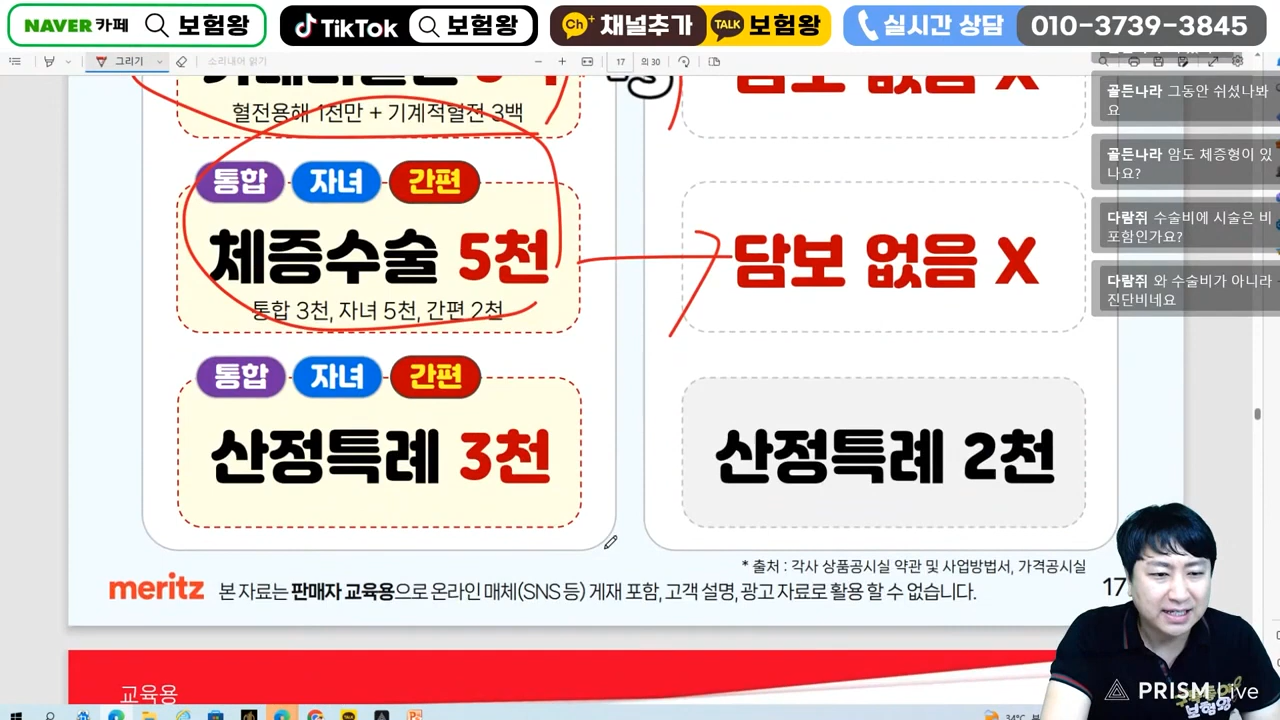 NAVER 카페 보험왕
TikTok 보험왕
Ch+ 채널추가 TALK 보험왕
실시간 상담 010-3739-3845
그리기
소리내어 읽기
17 의 30
혈전용해 1천만 + 기계적혈전 3백
담보 없음 X
통합 자녀 간편
체증수술 5천
통합 3천, 자녀 5천, 간편 2천
담보 없음 X
통합 자녀 간편
산정특례 3천
산정특례 2천
* 출처 : 각사 상품공시실 약관 및 사업방법서, 가격공시실
meritz 본 자료는 판매자 교육용으로 온라인 매체(SNS 등) 게재 포함, 고객 설명, 광고 자료로 활용 할 수 없습니다.
17
교육용
골든나라 그동안 쉬셨나봐
요
골든나라 암도 체증형이 있
나요?
다람쥐 수술비에 시술은 비
포함인가요?
다람쥐 와 수술비가 아니라
진단비네요
PRISM Live
보험왕
34°C